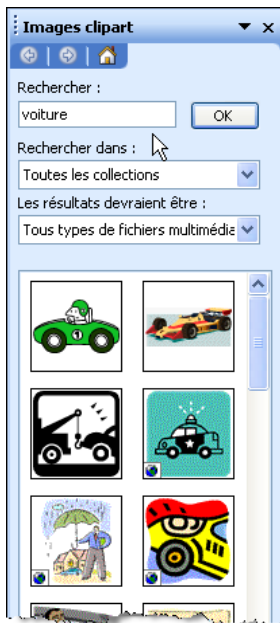 Images clipart
Rechercher :
voiture
OK
Rechercher dans :
Toutes les collections
Les résultats devraient être :
Tous types de fichiers multimédia
1